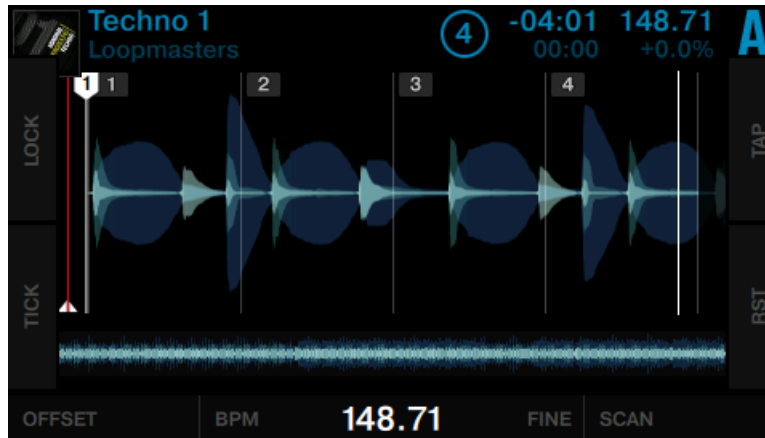 Techno 1
Loopmasters
4
-04:01 148.71
00:00 +0.0%
A
1 1 2 3 4
LOCK
TAP
TICK
RST
OFFSET BPM 148.71 FINE SCAN